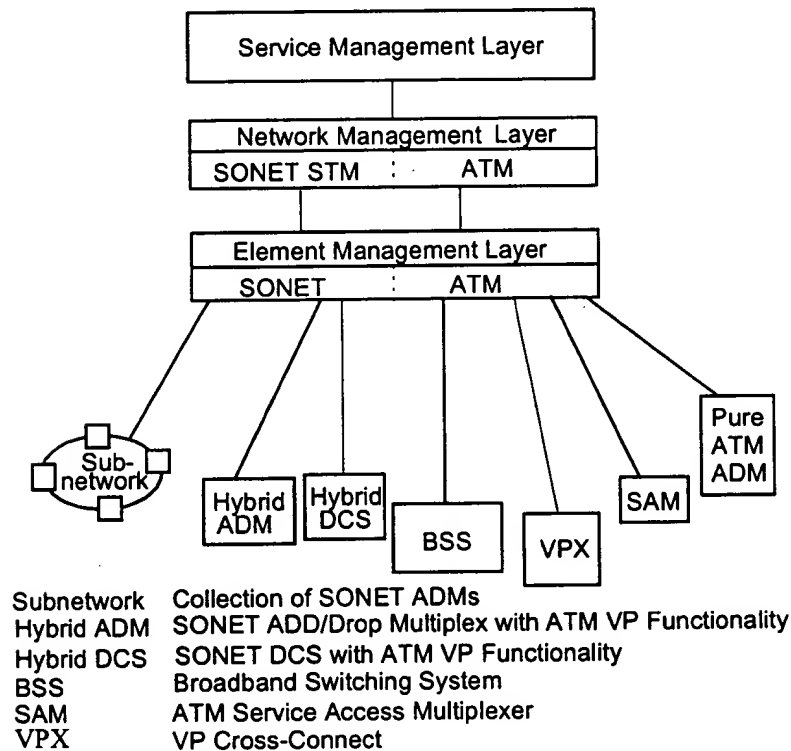 Service Management Layer
Network Management Layer
SONET STM : ATM
Element Management Layer
SONET : ATM
Sub-
network
Hybrid
ADM
Hybrid
DCS
BSS
VPX
SAM
Pure
ATM
ADM
Subnetwork Collection of SONET ADMs
Hybrid ADM SONET ADD/Drop Multiplex with ATM VP Functionality
Hybrid DCS SONET DCS with ATM VP Functionality
BSS Broadband Switching System
SAM ATM Service Access Multiplexer
VPX VP Cross-Connect